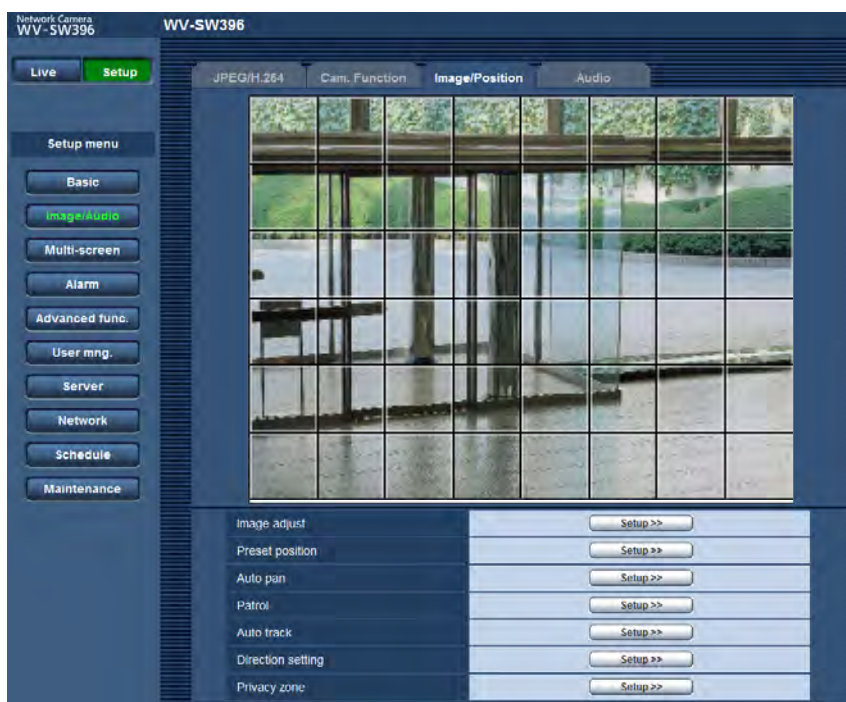 Network Camera
WV-SW396
WV-SW396
Live
Setup
JPEG/H.264
Cam. Function
Image/Position
Audio
Setup menu
Basic
Image/Audio
Multi-screen
Alarm
Advanced func.
User mng.
Server
Network
Schedule
Maintenance
Image adjust
Setup >>
Preset position
Setup >>
Auto pan
Setup >>
Patrol
Setup >>
Auto track
Setup >>
Direction setting
Setup >>
Privacy zone
Setup >>